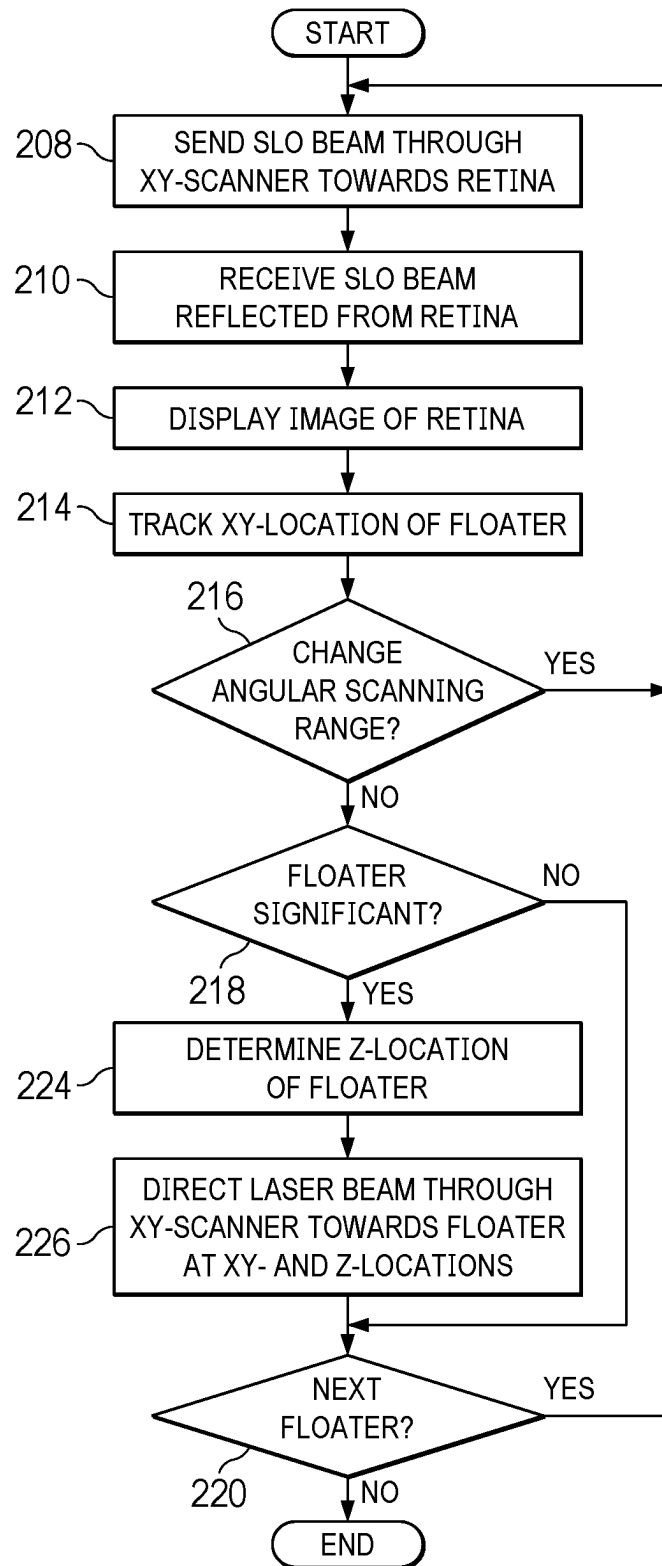 START
208
SEND SLO BEAM THROUGH
XY-SCANNER TOWARDS RETINA
210
RECEIVE SLO BEAM
REFLECTED FROM RETINA
212
DISPLAY IMAGE OF RETINA
214
TRACK XY-LOCATION OF FLOATER
216
CHANGE
ANGULAR SCANNING
RANGE?
YES
NO
FLOATER
SIGNIFICANT?
NO
218
YES
224
DETERMINE Z-LOCATION
OF FLOATER
226
DIRECT LASER BEAM THROUGH
XY-SCANNER TOWARDS FLOATER
AT XY- AND Z-LOCATIONS
NEXT
FLOATER?
YES
220
NO
END